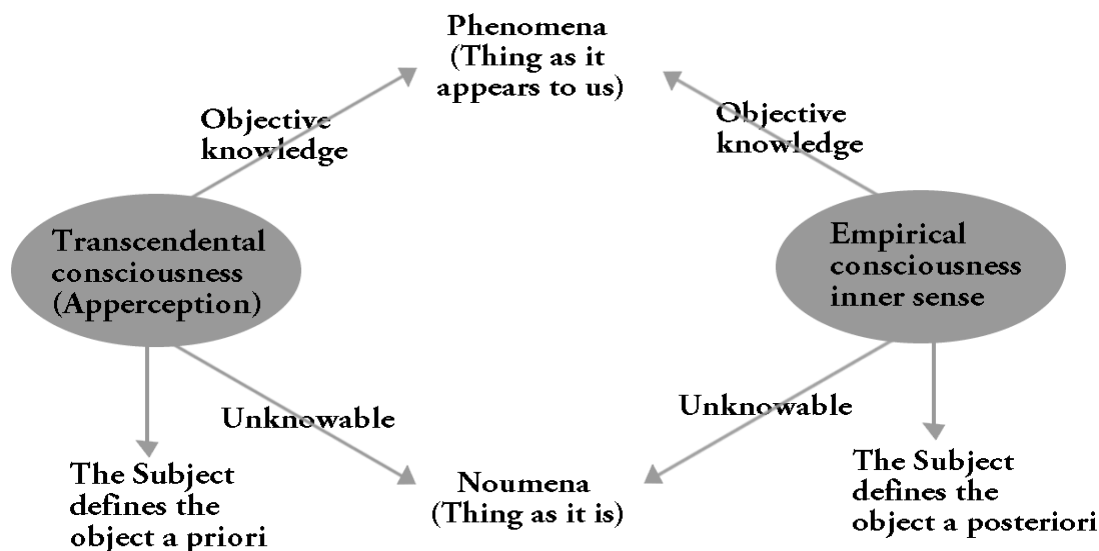 Phenomena
(Thing as it
appears to us)
Objective
knowledge
Objective
knowledge
Transcendental
consciousness
(Apperception)
Empirical
consciousness
inner sense
Unknowable
Unknowable
The Subject
defines the
object a priori
Noumena
(Thing as it is)
The Subject
defines the
object a posteriori